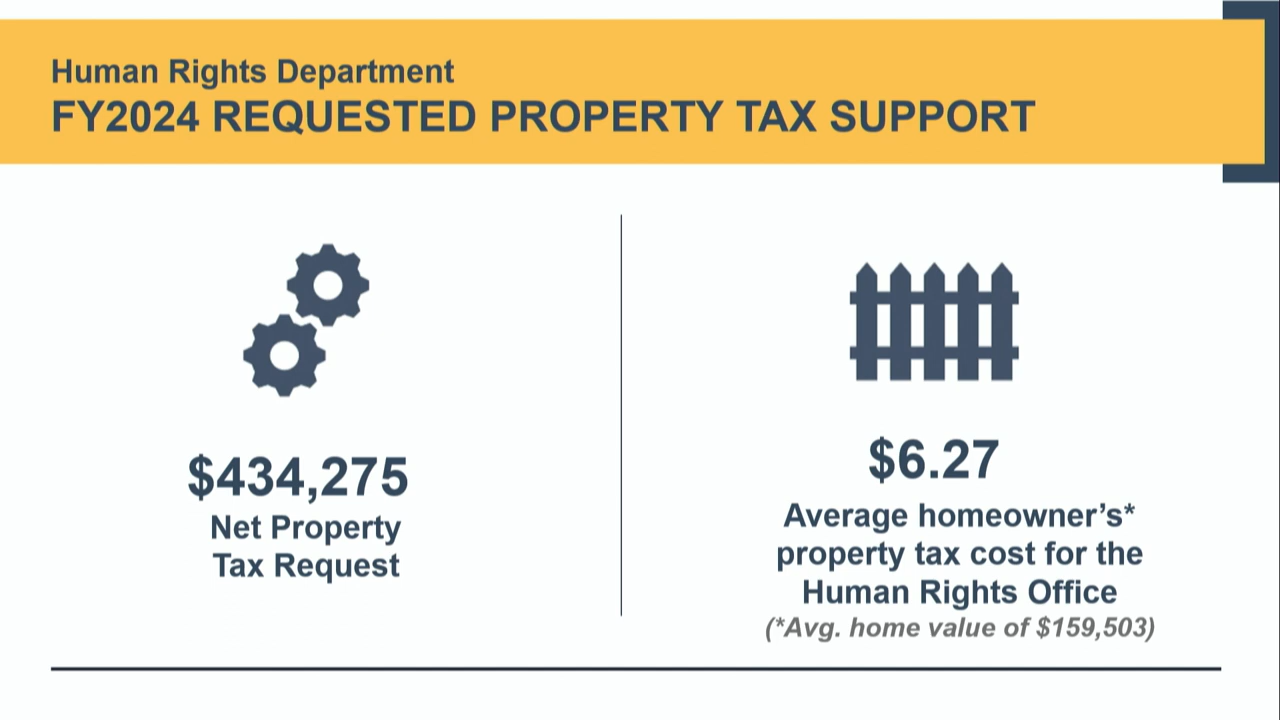 Human Rights Department
FY2024 REQUESTED PROPERTY TAX SUPPORT
$434,275
Net Property
Tax Request
$6.27
Average homeowner’s*
property tax cost for the
Human Rights Office
(*Avg. home value of $159,503)